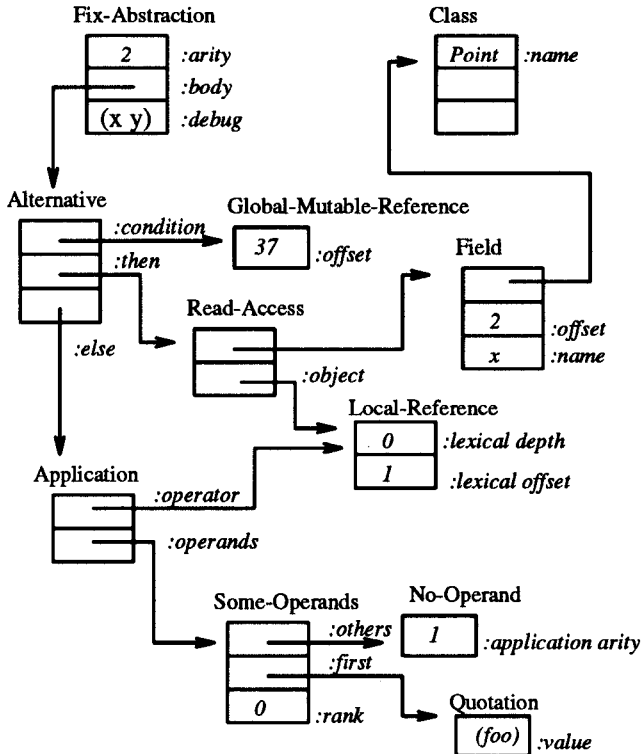 Fix-Abstraction
2 :arity
:body
(x y) :debug
Class
Point :name
Alternative
:condition
:then
:else
Global-Mutable-Reference
37 :offset
Field
2 :offset
x :name
Read-Access
:object
Local-Reference
0 :lexical depth
1 :lexical offset
Application
:operator
:operands
Some-Operands
:others
:first
0 :rank
No-Operand
1 :application arity
Quotation
(foo) :value